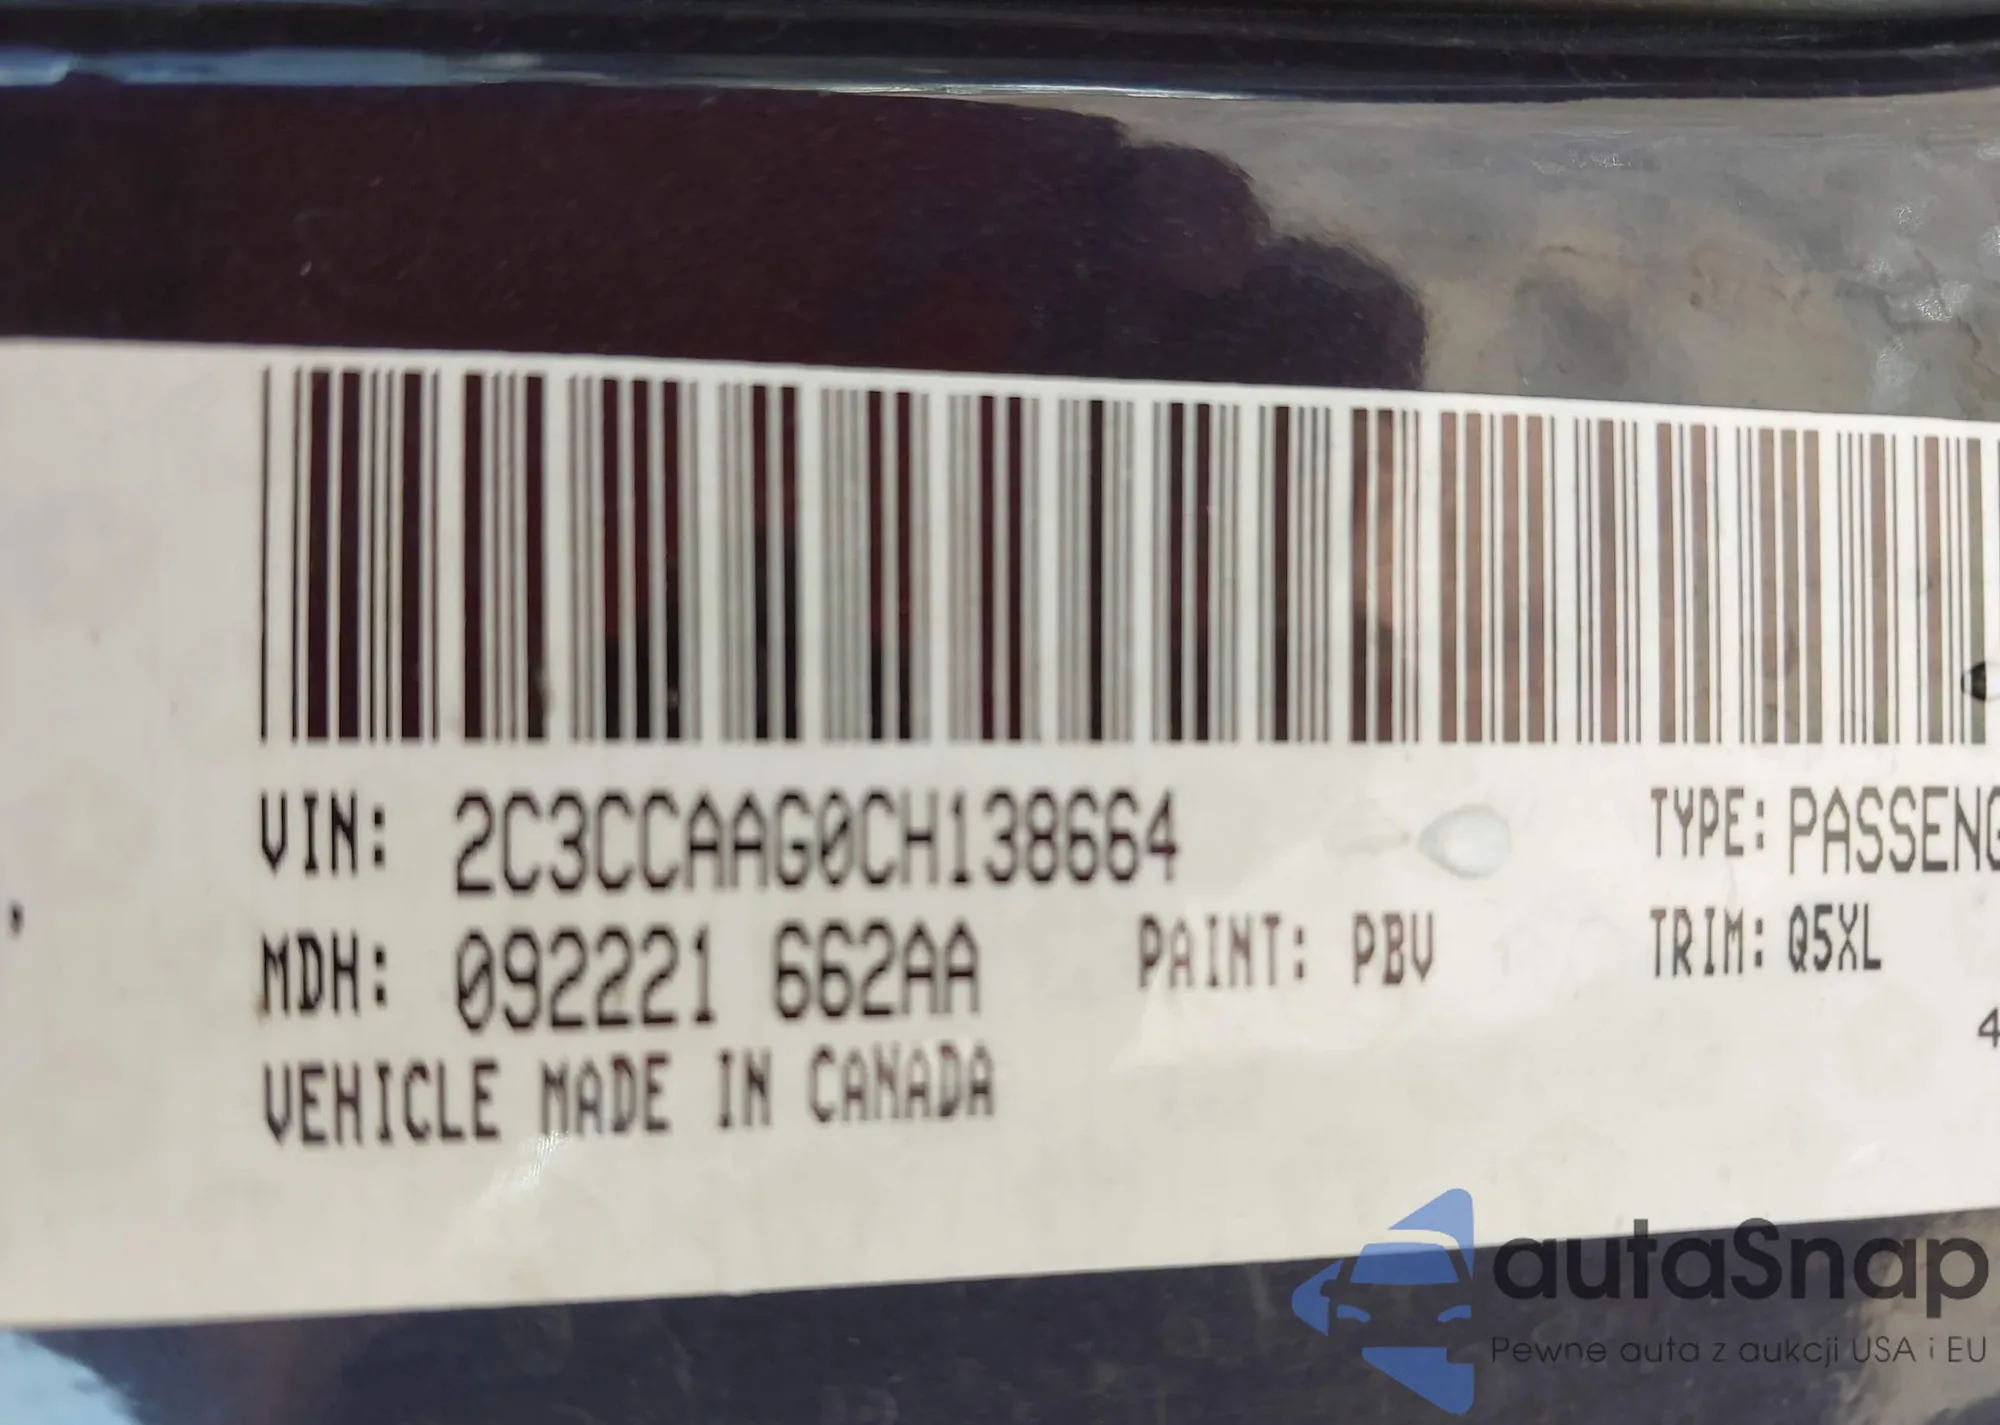 VIN: 2C3CCAAG0CH138664 TYPE: PASSENG
MDH: 092221 662AA PAINT: PBV TRIM: Q5XL
4
VEHICLE MADE IN CANADA
autaSnap
Pewne auta z aukcji USA i EU